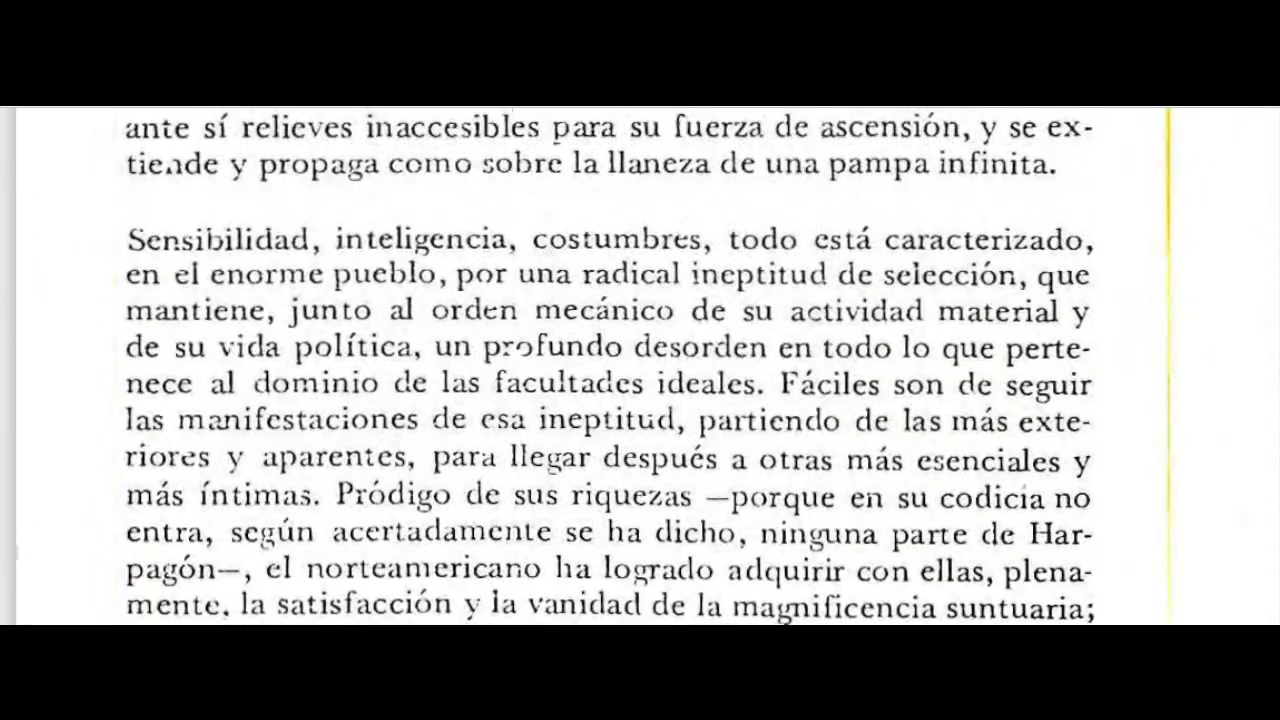 ante sí relieves inaccesibles para su fuerza de ascensión, y se ex-
tiende y propaga como sobre la llaneza de una pampa infinita.
Sensibilidad, inteligencia, costumbres, todo está caracterizado,
en el enorme pueblo, por una radical ineptitud de selección, que
mantiene, junto al orden mecánico de su actividad material y
de su vida política, un profundo desorden en todo lo que perte-
nece al dominio de las facultades ideales. Fáciles son de seguir
las manifestaciones de esa ineptitud, partiendo de las más exte-
riores y aparentes, para llegar después a otras más esenciales y
más íntimas. Pródigo de sus riquezas —porque en su codicia no
entra, según acertadamente se ha dicho, ninguna parte de Har-
pagón—, el norteamericano ha logrado adquirir con ellas, plena-
mente, la satisfacción y la vanidad de la magnificencia suntuaria;